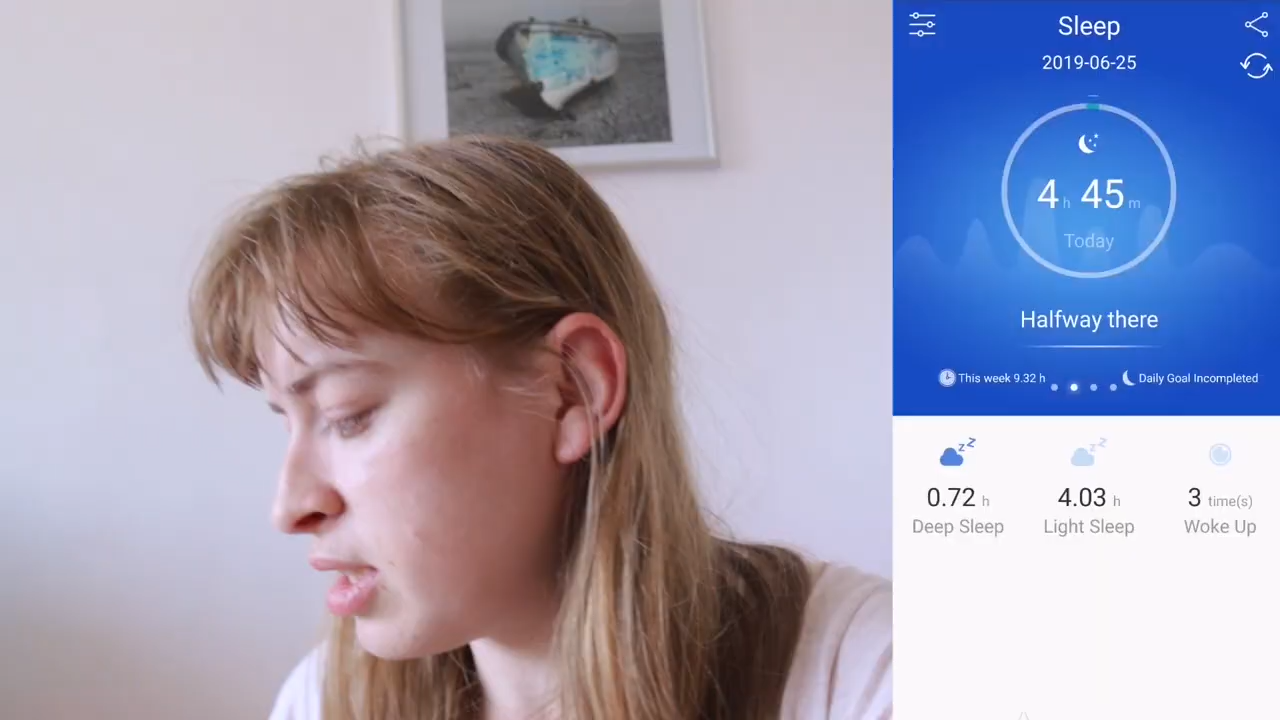 Sleep
2019-06-25
4 h 45 m
Today
Halfway there
This week 9.32 h
Daily Goal Incompleted
z z
z z
0.72 h
4.03 h
3 time(s)
Deep Sleep
Light Sleep
Woke Up